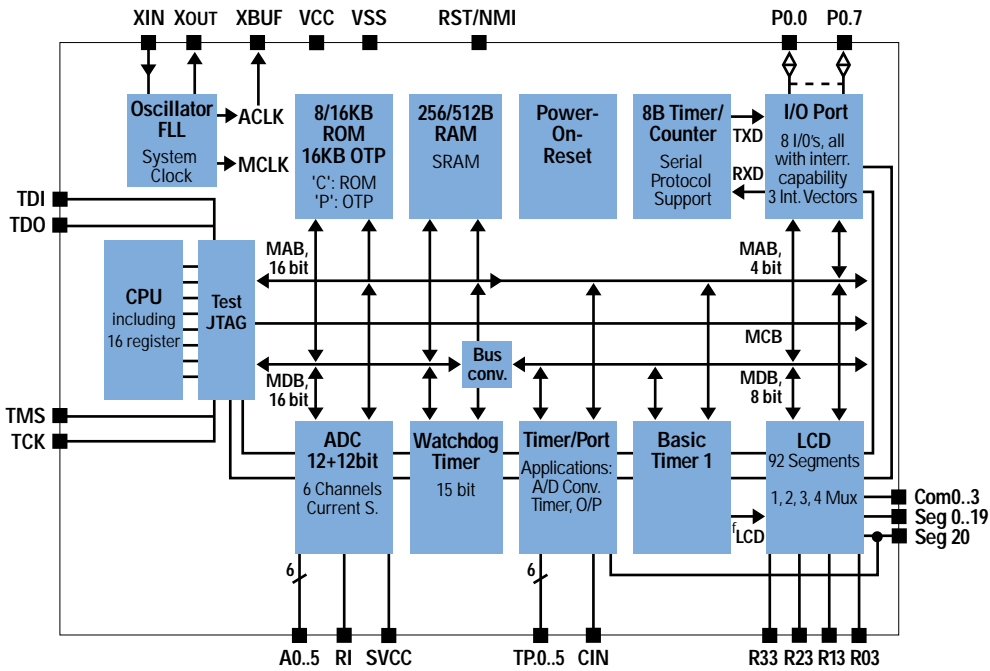 XIN XOUT XBUF VCC VSS RST/NMI P0.0 P0.7
Oscillator
FLL
System
Clock
ACLK
MCLK
8/16KB
ROM
16KB OTP
'C': ROM
'P': OTP
256/512B
RAM
SRAM
Power-
On-
Reset
8B Timer/
Counter
Serial
Protocol
Support
TXD
RXD
I/O Port
8 I/0's, all
with interr.
capability
3 Int. Vectors
TDI
TDO
CPU
including
16 register
Test
JTAG
MAB,
16 bit
MAB,
4 bit
MCB
Bus
conv.
MDB,
16 bit
MDB,
8 bit
TMS
TCK
ADC
12+12bit
6 Channels
Current S.
Watchdog
Timer
15 bit
Timer/Port
Applications:
A/D Conv.
Timer, O/P
Basic
Timer 1
fLCD
LCD
92 Segments
1, 2, 3, 4 Mux
Com0..3
Seg 0..19
Seg 20
6
6
A0..5 RI SVCC TP.0..5 CIN R33 R23 R13 R03